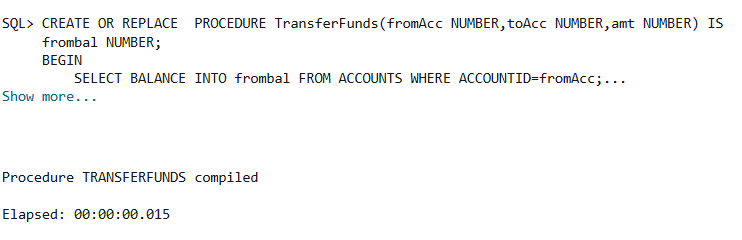 SQL> CREATE OR REPLACE  PROCEDURE TransferFunds(fromAcc NUMBER,toAcc NUMBER,amt NUMBER) IS
     frombal NUMBER;
     BEGIN
         SELECT BALANCE INTO frombal FROM ACCOUNTS WHERE ACCOUNTID=fromAcc;...
Show more...
Procedure TRANSFERFUNDS compiled
Elapsed: 00:00:00.015